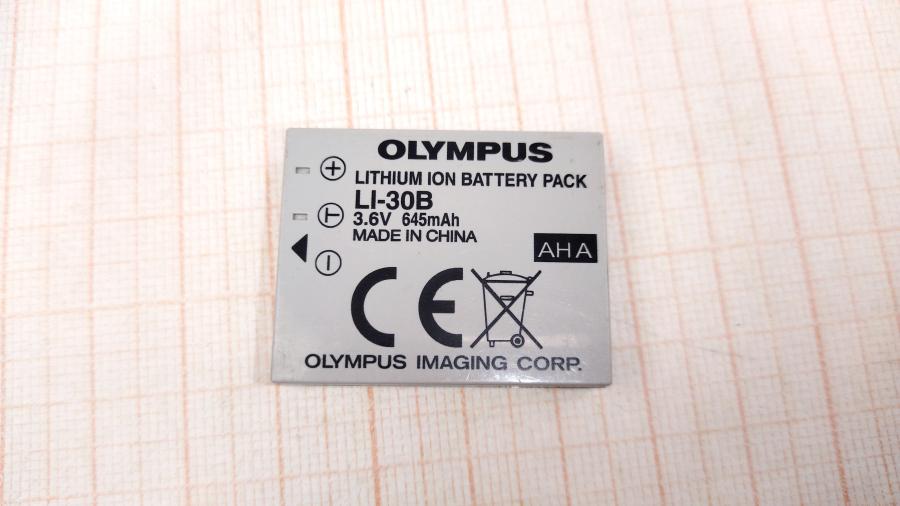 OLYMPUS
LITHIUM ION BATTERY PACK
LI-30B
3.6V 645mAh
MADE IN CHINA
AHA
+
T
−
CE
OLYMPUS IMAGING CORP.